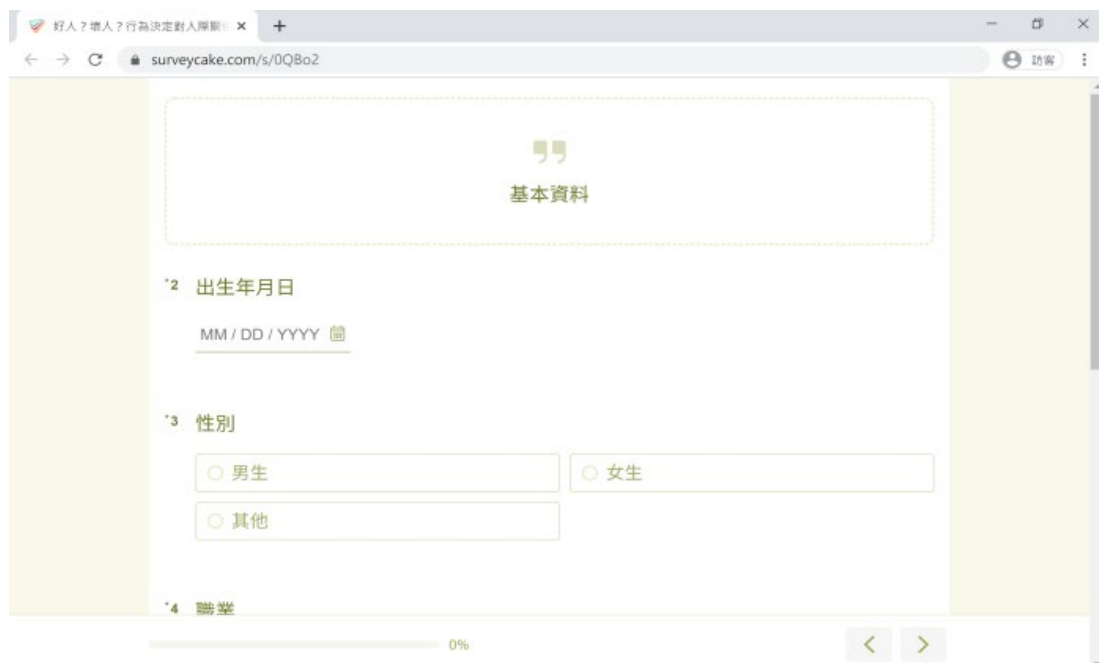 好人？壞人？行為決定對人際關
surveycake.com/s/0QBo2
訪客
基本資料
*2 出生年月日
MM / DD / YYYY
*3 性別
男生
女生
其他
*4 職業
0%